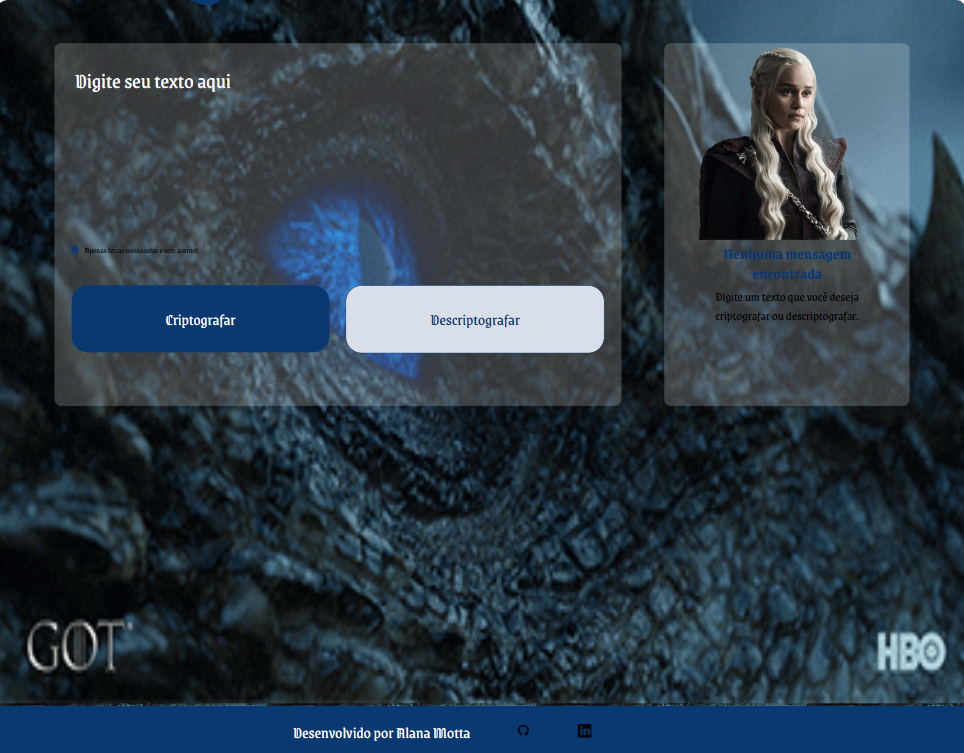 Digite seu texto aqui
Apenas letras minúsculas e sem acento!
Criptografar
Descriptografar
Nenhuma mensagem
encontrada
Digite um texto que você deseja
criptografar ou descriptografar.
GOT
HBO
Desenvolvido por Alana Motta
in